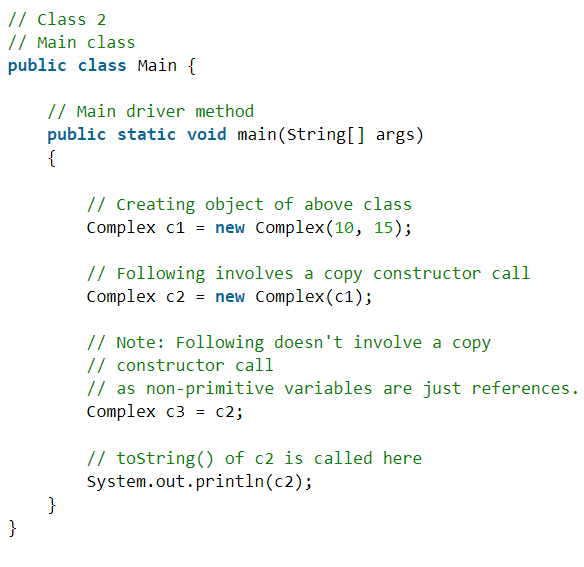 // Class 2
// Main class
public class Main {
    // Main driver method
    public static void main(String[] args)
    {
        // Creating object of above class
        Complex c1 = new Complex(10, 15);
        // Following involves a copy constructor call
        Complex c2 = new Complex(c1);
        // Note: Following doesn't involve a copy
        // constructor call
        // as non-primitive variables are just references.
        Complex c3 = c2;
        // toString() of c2 is called here
        System.out.println(c2);
    }
}